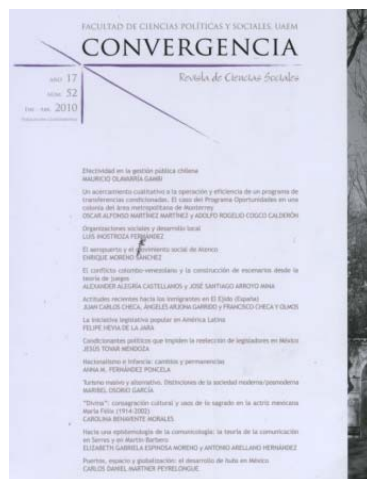 FACULTAD DE CIENCIAS POLÍTICAS Y SOCIALES, UAEM
CONVERGENCIA
Revista de Ciencias Sociales
AÑO 17
NÚM. 52
ENE. - ABR. 2010
Efectividad en la gestión pública chilena
MAURICIO OLAVARRÍA GAMBI
Un acercamiento cualitativo a la operación y eficiencia de un programa de
transferencias condicionadas. El caso del Programa Oportunidades en una
colonia del área metropolitana de Monterrey
OSCAR ALFONSO MARTÍNEZ MARTÍNEZ y ADOLFO ROGELIO COGCO CALDERÓN
Organizaciones sociales y desarrollo local
LUIS INOSTROZA FERNÁNDEZ
El aeropuerto y el movimiento social de Atenco
ENRIQUE MORENO SÁNCHEZ
El conflicto colombo-venezolano y la construcción de escenarios desde la
teoría de juegos
ALEXANDER ALEGRÍA CASTELLANOS y JOSÉ SANTIAGO ARROYO MINA
Actitudes recientes hacia los inmigrantes en El Ejido (España)
JUAN CARLOS CHECA, ÁNGELES ARJONA GARRIDO y FRANCISCO CHECA Y OLMOS
La iniciativa legislativa popular en América Latina
FELIPE HEVIA DE LA JARA
Condicionantes políticos que impiden la reelección de legisladores en México
JESÚS TOVAR MENDOZA
Nacionalismo e infancia: cambios y permanencias
ANNA M. FERNÁNDEZ PONCELA
Turismo masivo y alternativo. Distinciones de la sociedad moderna/posmoderna
MARIBEL OSORIO GARCÍA
"Divina": consagración cultural y usos de lo sagrado en la actriz mexicana
María Félix (1914-2002)
CAROLINA BENAVENTE MORALES
Hacia una epistemología de la comunicología: la teoría de la comunicación
en Serres y en Martín Barbero
ELIZABETH GABRIELA ESPINOSA MORENO y ANTONIO ARELLANO HERNÁNDEZ
Puertos, espacio y globalización: el desarrollo de hubs en México
CARLOS DANIEL MARTNER PEYRELONGUE